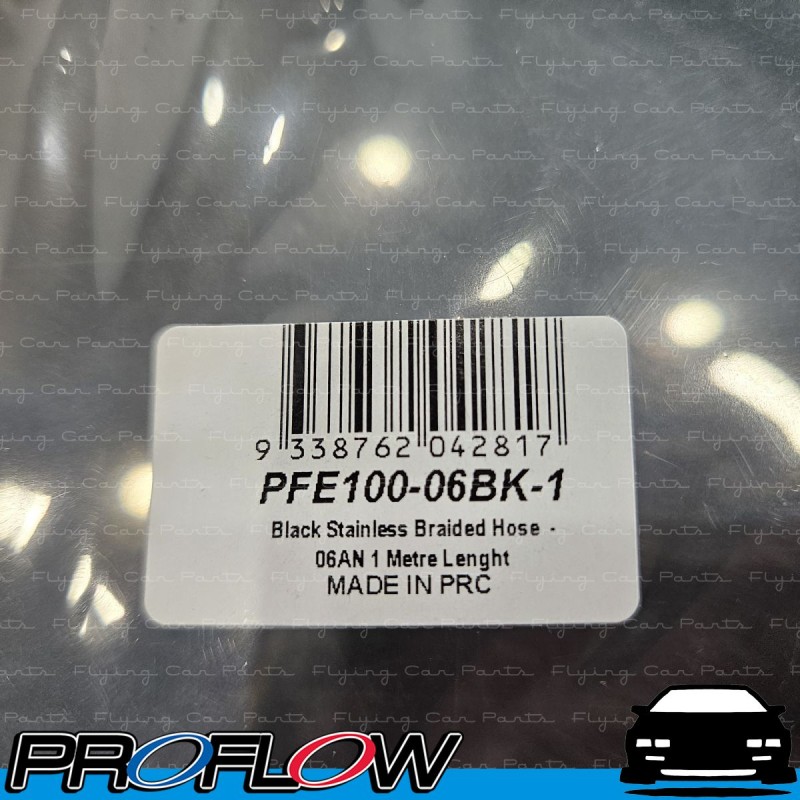 Flying Car Parts
9 338762 042817
PFE100-06BK-1
Black Stainless Braided Hose -
06AN 1 Metre Lenght
MADE IN PRC
PROFLOW